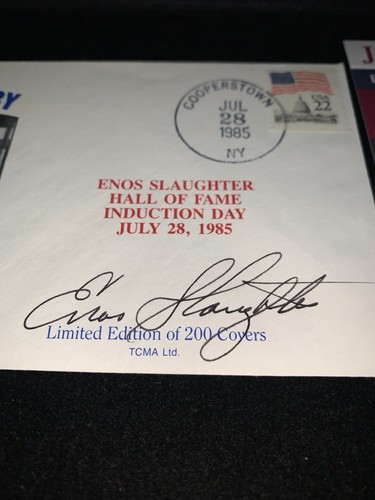 RY
COOPERSTOWN
JUL
28
1985
NY
USA
22
J
ENOS SLAUGHTER
HALL OF FAME
INDUCTION DAY
JULY 28, 1985
Enos Slaughter
Limited Edition of 200 Covers
TCMA Ltd.